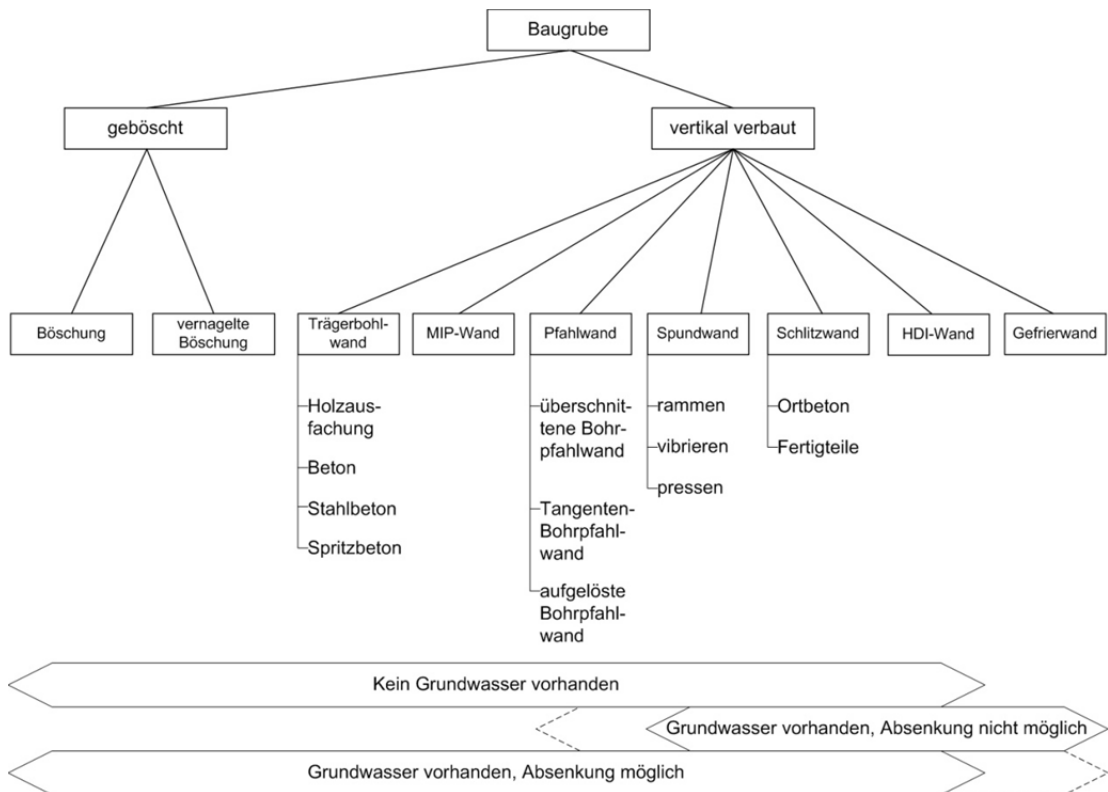 Baugrube
geböscht
vertikal verbaut
Böschung
vernagelte
Böschung
Trägerbohl-
wand
MIP-Wand
Pfahlwand
Spundwand
Schlitzwand
HDI-Wand
Gefrierwand
Holzaus-
fachung
Beton
Stahlbeton
Spritzbeton
überschnit-
tene Bohr-
pfahlwand
Tangenten-
Bohrpfahl-
wand
aufgelöste
Bohrpfahl-
wand
rammen
vibrieren
pressen
Ortbeton
Fertigteile
Kein Grundwasser vorhanden
Grundwasser vorhanden, Absenkung nicht möglich
Grundwasser vorhanden, Absenkung möglich